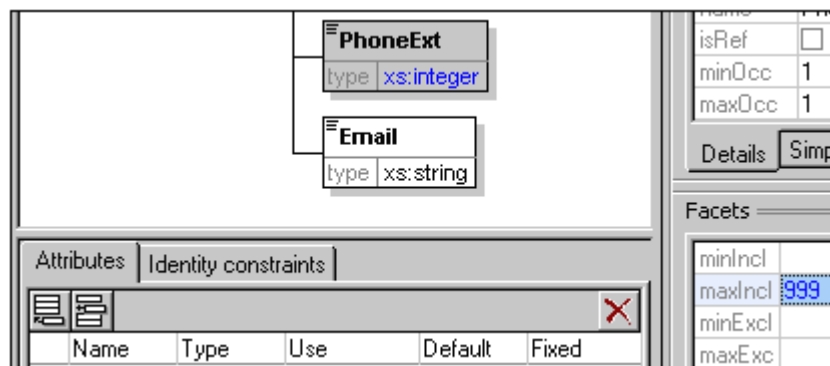 PhoneExt
type xs:integer
Email
type xs:string
isRef
minOcc 1
maxOcc 1
Details Simp
Facets
minIncl
maxIncl 999
minExcl
maxExc
Attributes Identity constraints
Name Type Use Default Fixed